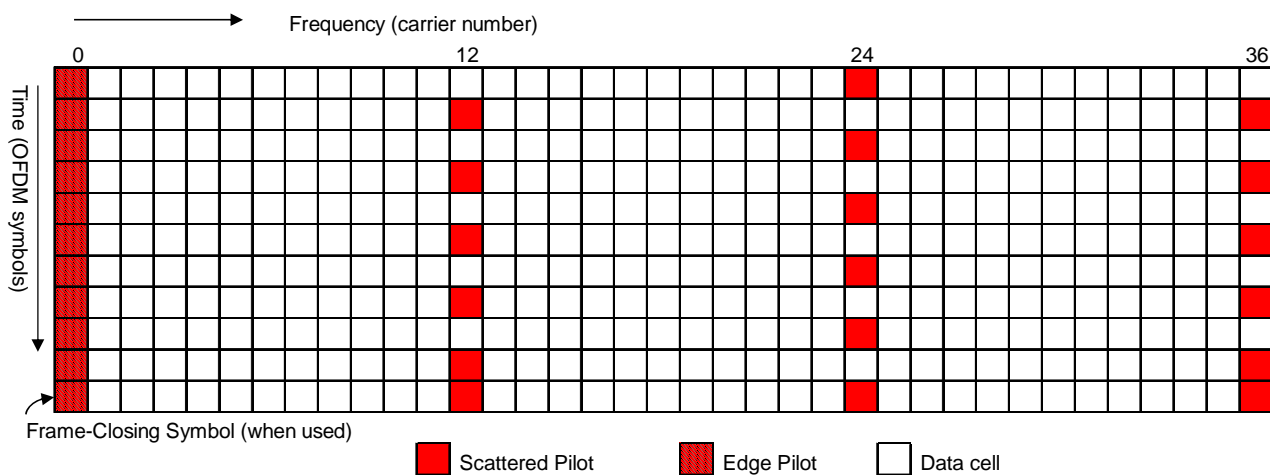 Frequency (carrier number)
0 12 24 36
Time (OFDM symbols)
Frame-Closing Symbol (when used)
Scattered Pilot Edge Pilot Data cell